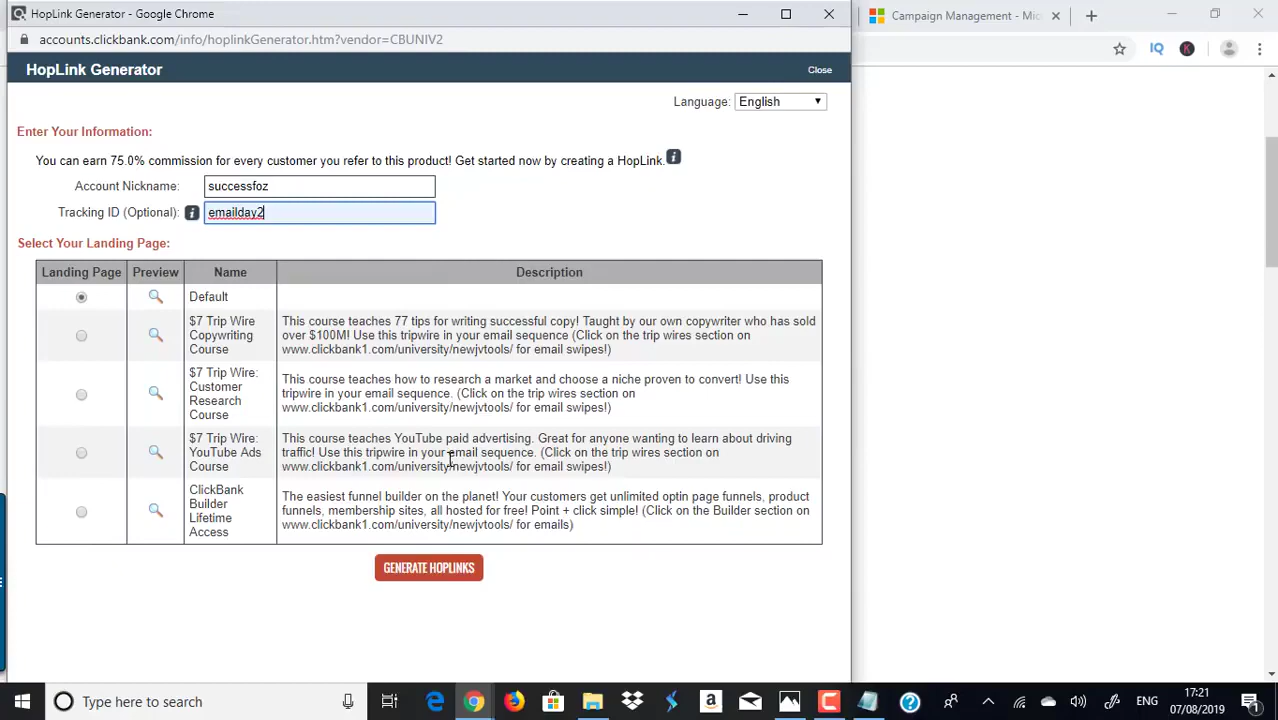 HopLink Generator - Google Chrome
Campaign Management - Mic
accounts.clickbank.com/info/hoplinkGenerator.htm?vendor=CBUNIV2
IQ
K
HopLink Generator
Close
Language: English
Enter Your Information:
You can earn 75.0% commission for every customer you refer to this product! Get started now by creating a HopLink.
Account Nickname: successfoz
Tracking ID (Optional): emailday2
Select Your Landing Page:
Landing Page Preview Name Description
Default
$7 Trip Wire
Copywriting
Course
This course teaches 77 tips for writing successful copy! Taught by our own copywriter who has sold
over $100M! Use this tripwire in your email sequence (Click on the trip wires section on
www.clickbank1.com/university/newjvtools/ for email swipes!)
$7 Trip Wire:
Customer
Research
Course
This course teaches how to research a market and choose a niche proven to convert! Use this
tripwire in your email sequence. (Click on the trip wires section on
www.clickbank1.com/university/newjvtools/ for email swipes!)
$7 Trip Wire:
YouTube Ads
Course
This course teaches YouTube paid advertising. Great for anyone wanting to learn about driving
traffic! Use this tripwire in your email sequence. (Click on the trip wires section on
www.clickbank1.com/university/newjvtools/ for email swipes!)
ClickBank
Builder
Lifetime
Access
The easiest funnel builder on the planet! Your customers get unlimited optin page funnels, product
funnels, membership sites, all hosted for free! Point + click simple! (Click on the Builder section on
www.clickbank1.com/university/newjvtools/ for emails)
GENERATE HOPLINKS
Type here to search
ENG
17:21
07/08/2019